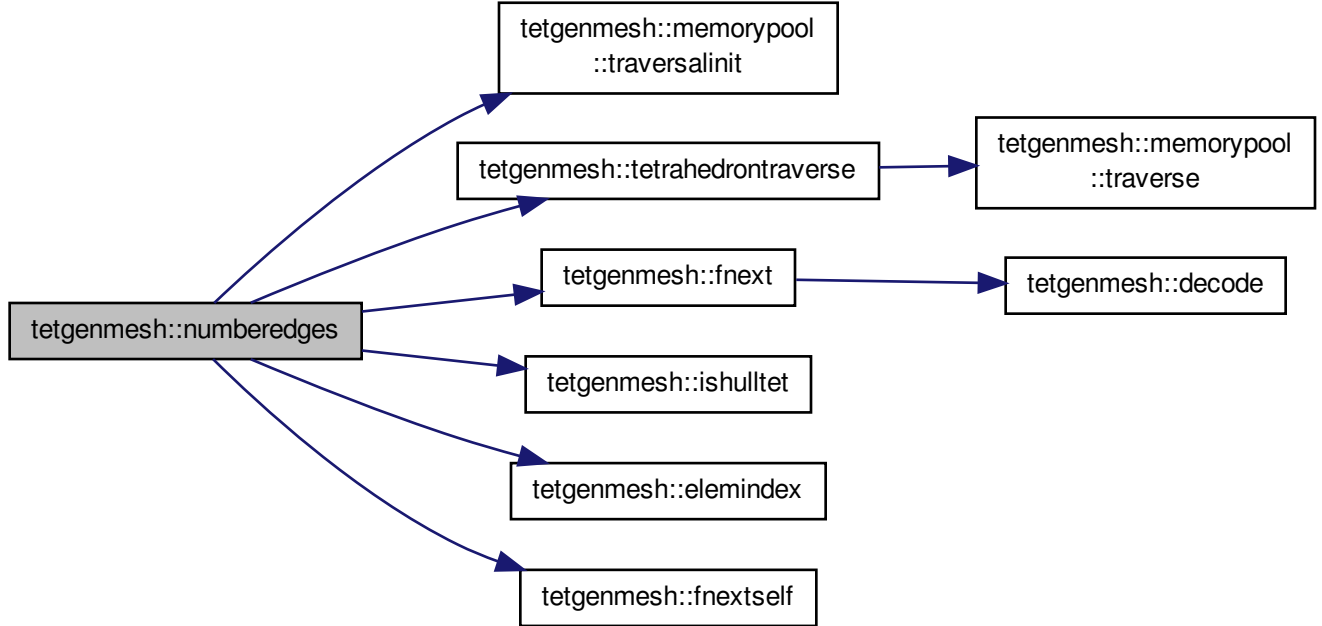 tetgenmesh::memorypool
::traversalinit
tetgenmesh::tetrahedrontraverse
tetgenmesh::memorypool
::traverse
tetgenmesh::fnext
tetgenmesh::decode
tetgenmesh::numberedges
tetgenmesh::ishulltet
tetgenmesh::elemindex
tetgenmesh::fnextself